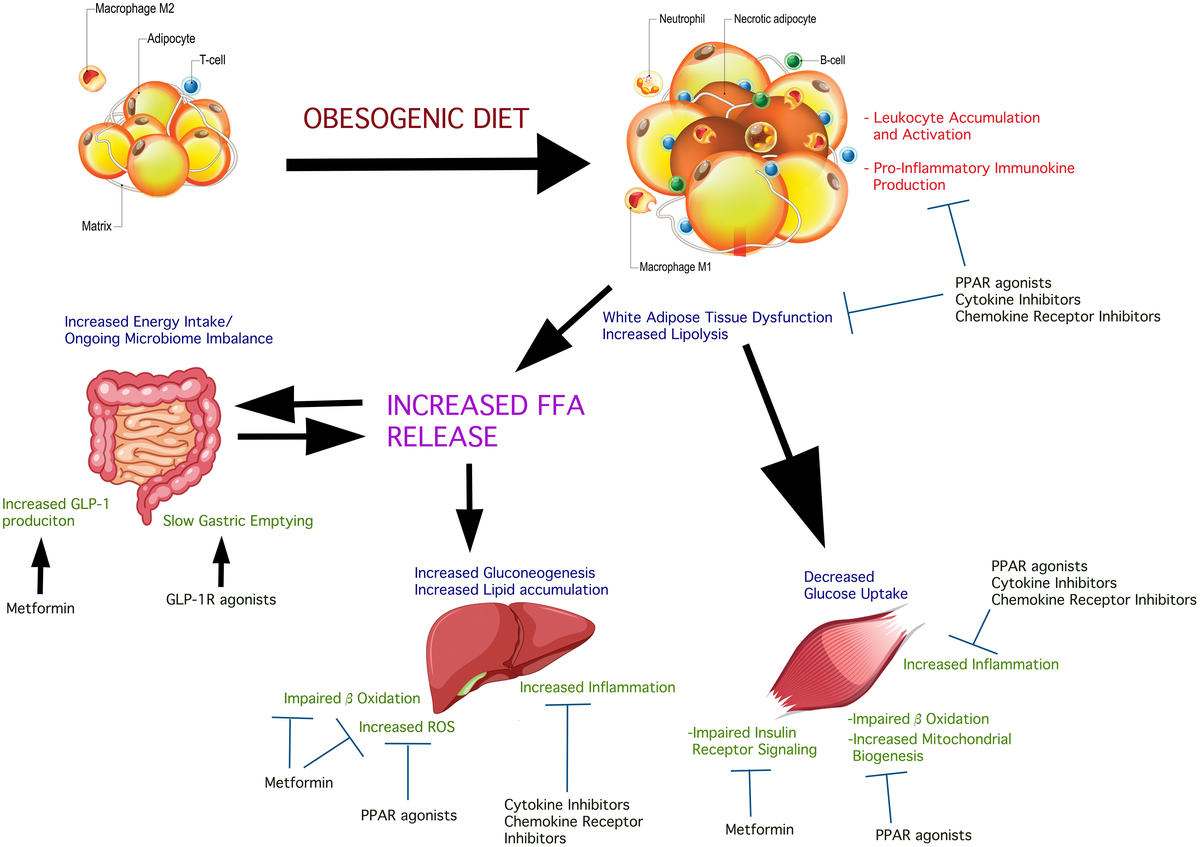 Macrophage M2
Adipocyte
T-cell
Matrix
OBESOGENIC DIET
Neutrophil
Necrotic adipocyte
B-cell
Macrophage M1
- Leukocyte Accumulation
and Activation
- Pro-Inflammatory Immunokine
Production
PPAR agonists
Cytokine Inhibitors
Chemokine Receptor Inhibitors
White Adipose Tissue Dysfunction
Increased Lipolysis
Increased Energy Intake/
Ongoing Microbiome Imbalance
INCREASED FFA
RELEASE
Increased GLP-1
produciton
Slow Gastric Emptying
Metformin
GLP-1R agonists
Increased Gluconeogenesis
Increased Lipid accumulation
Impaired β Oxidation
Increased ROS
Increased Inflammation
Metformin
PPAR agonists
Cytokine Inhibitors
Chemokine Receptor
Inhibitors
Decreased
Glucose Uptake
PPAR agonists
Cytokine Inhibitors
Chemokine Receptor Inhibitors
Increased Inflammation
-Impaired Insulin
Receptor Signaling
-Impaired β Oxidation
-Increased Mitochondrial
Biogenesis
Metformin
PPAR agonists